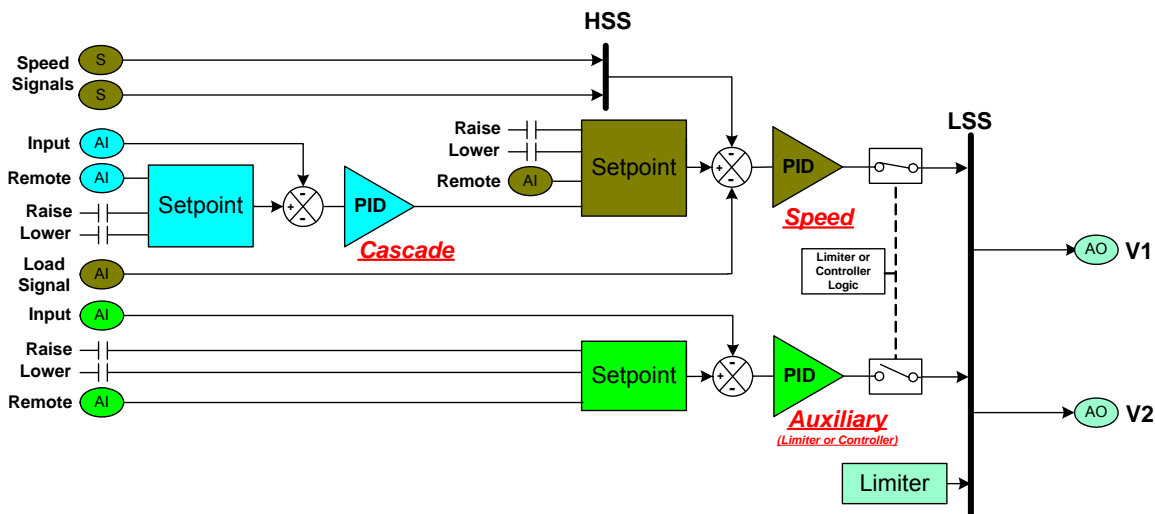 HSS
Speed
Signals
S
S
Input
AI
Remote
AI
Raise
Lower
Setpoint
+
-
-
PID
Cascade
Raise
Lower
Remote
AI
Setpoint
-
+
-
PID
Speed
LSS
Load
Signal
AI
Limiter or
Controller
Logic
AO
V1
Input
AI
Raise
Lower
Remote
AI
Setpoint
-
+
-
PID
Auxiliary
(Limiter or Controller)
AO
V2
Limiter